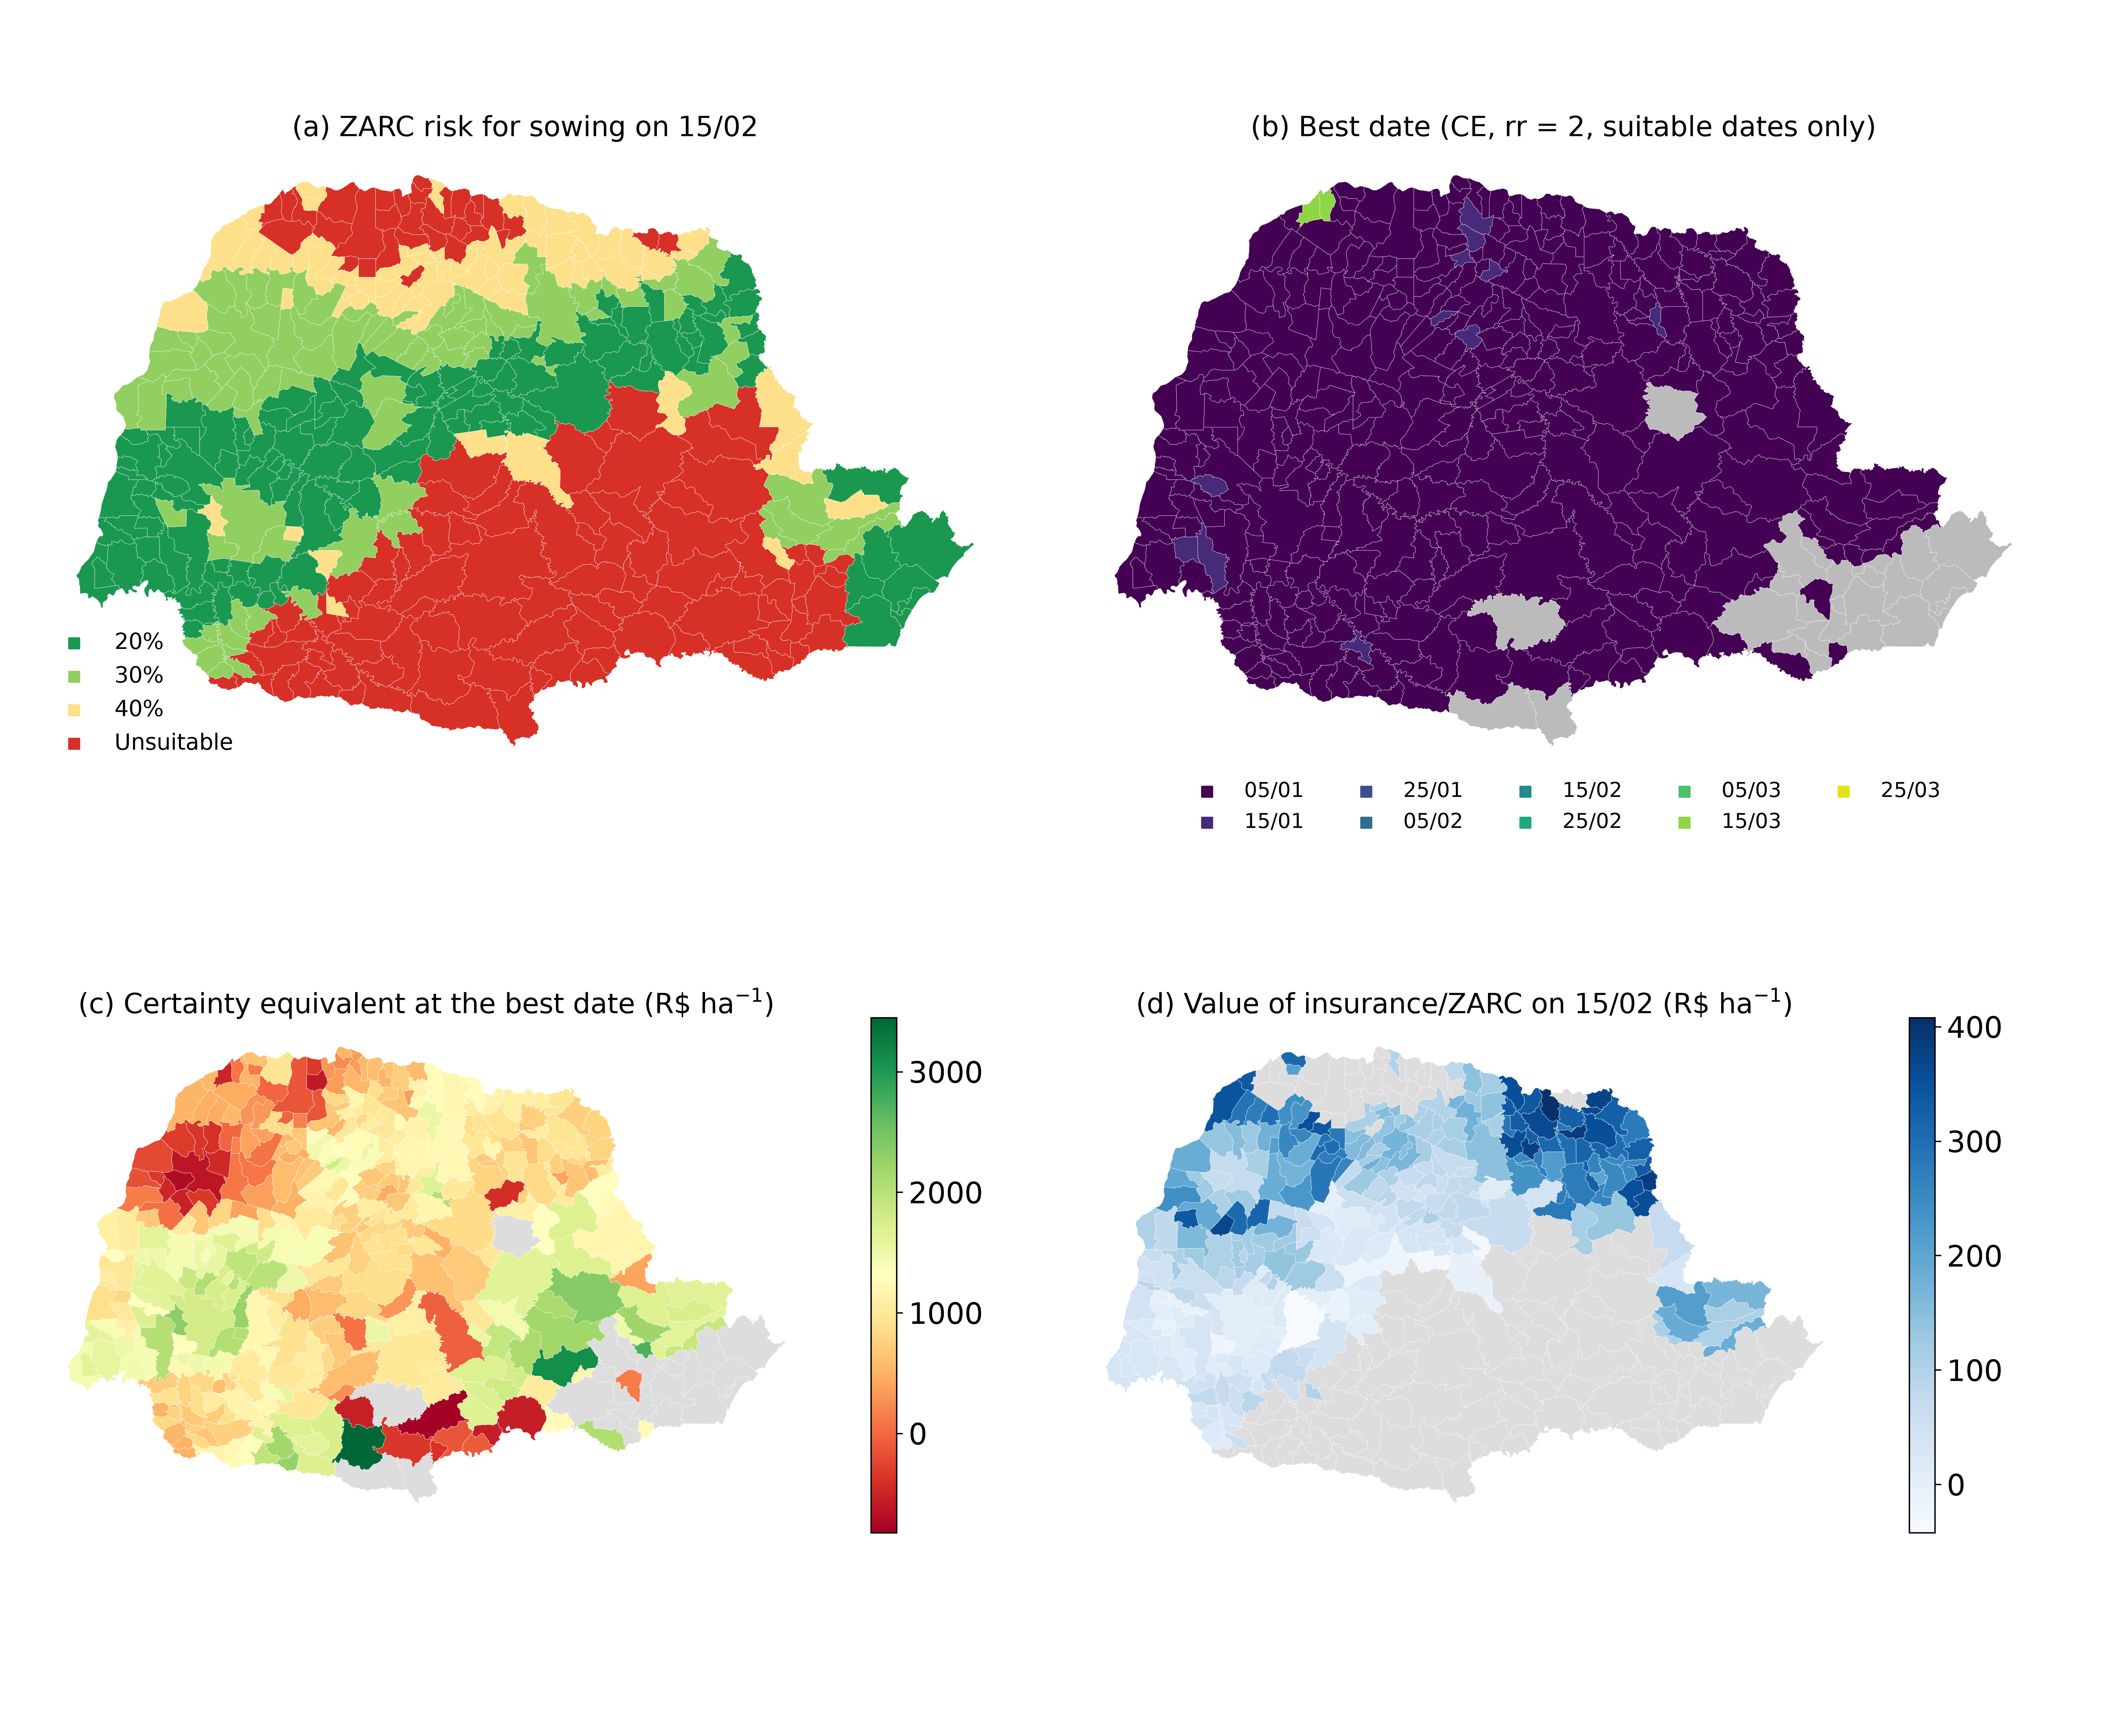 (a) ZARC risk for sowing on 15/02
20%
30%
40%
Unsuitable
(b) Best date (CE, rr = 2, suitable dates only)
05/01 25/01 15/02 05/03 25/03
15/01 05/02 25/02 15/03
(c) Certainty equivalent at the best date (R$ ha⁻¹)
3000
2000
1000
0
(d) Value of insurance/ZARC on 15/02 (R$ ha⁻¹)
400
300
200
100
0